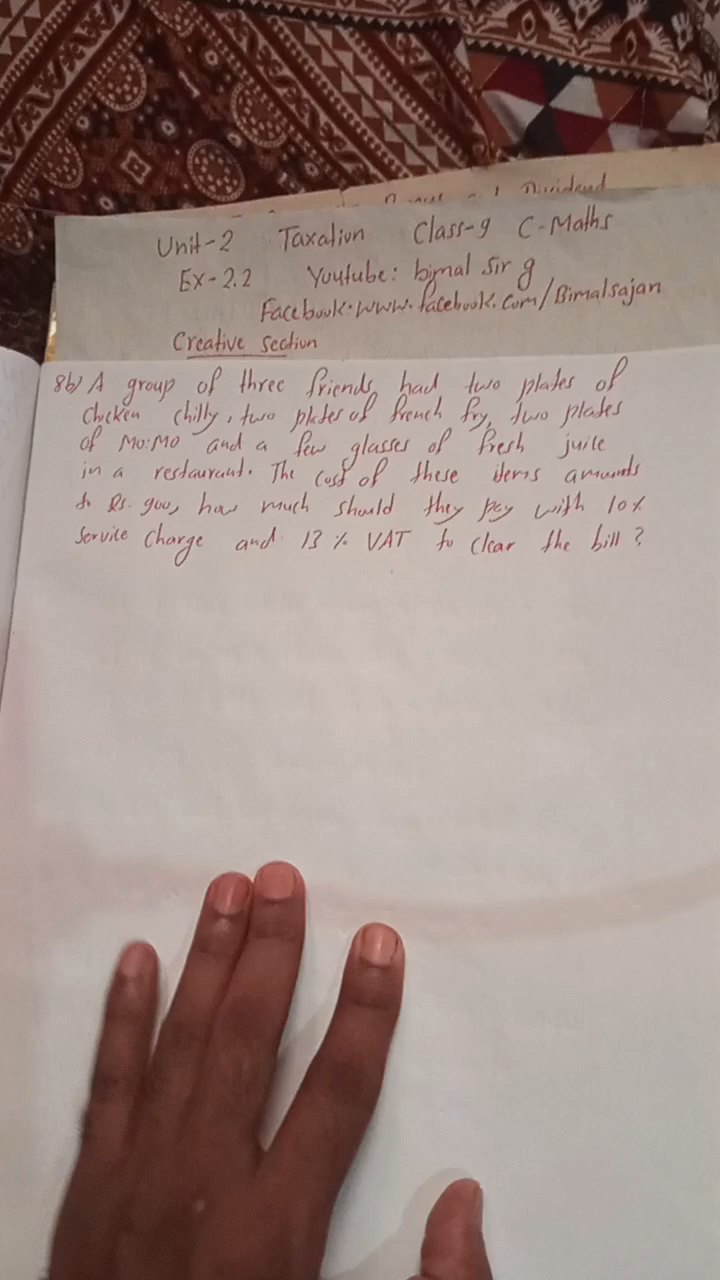 Dividend
Unit-2 Taxation Class-9 C-Maths
Ex-2.2 Youtube: bimal sir g
Facebook: www.facebook.com/Bimalsajan
Creative section
8b) A group of three friends, had two plates of
chicken chilly, two plates of french fry, two plates
of Mo:Mo and a few glasses of fresh juice
in a restaurant. The cost of these items amounts
to Rs. 900, how much should they pay with 10%
service charge and 13% VAT to clear the bill?